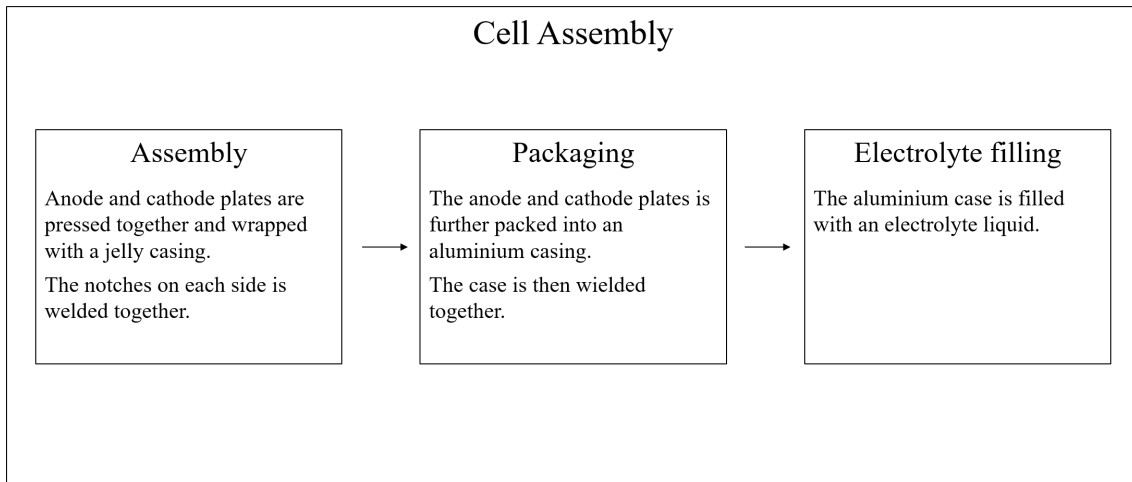 Cell Assembly
Assembly
Anode and cathode plates are
pressed together and wrapped
with a jelly casing.
The notches on each side is
welded together.
Packaging
The anode and cathode plates is
further packed into an
aluminium casing.
The case is then wielded
together.
Electrolyte filling
The aluminium case is filled
with an electrolyte liquid.